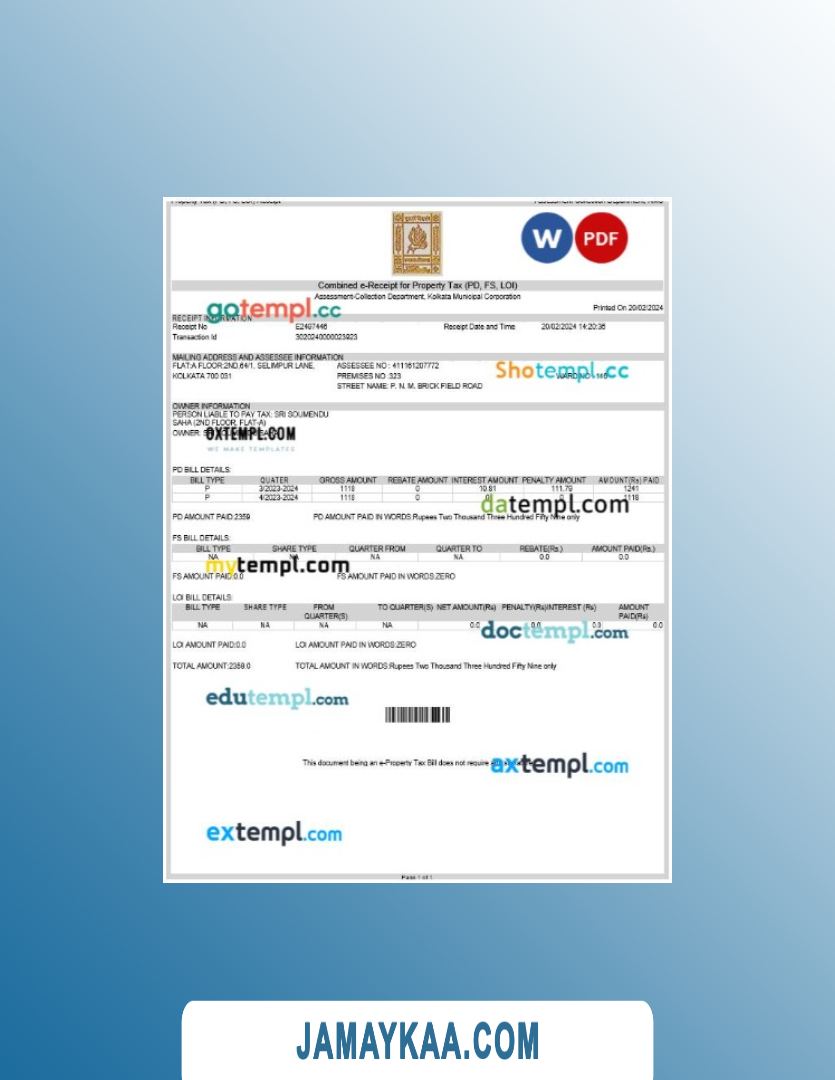 W PDF
Combined e-Receipt for Property Tax (PD, FS, LOI)
Assessment-Collection Department, Kolkata Municipal Corporation
gotempl.cc
Printed On 20/02/2024
RECEIPT INFORMATION
Receipt No E2497446 Receipt Date and Time 20/02/2024 14:20:36
Transaction Id 3020240000023923
MAILING ADDRESS AND ASSESSEE INFORMATION
FLAT:A FLOOR:2ND,64/1, SELIMPUR LANE, ASSESSEE NO : 411161207772
Shotempl.cc
KOLKATA 700 031 PREMISES NO :323
STREET NAME: P. N. M. BRICK FIELD ROAD
OWNER INFORMATION
PERSON LIABLE TO PAY TAX: SRI SOUMENDU
SAHA (2ND FLOOR, FLAT-A)
OWNER:
OXTEMPL.COM
WE MAKE TEMPLATES
PD BILL DETAILS:
BILL TYPE QUATER GROSS AMOUNT REBATE AMOUNT INTEREST AMOUNT PENALTY AMOUNT AMOUNT(Rs) PAID
P 3/2023-2024 1118 0 10.91 111.79 1241
P 4/2023-2024 1118 0 0 1118
datempl.com
PD AMOUNT PAID:2359 PD AMOUNT PAID IN WORDS:Rupees Two Thousand Three Hundred Fifty Nine only
FS BILL DETAILS:
BILL TYPE SHARE TYPE QUARTER FROM QUARTER TO REBATE(Rs.) AMOUNT PAID(Rs.)
NA NA NA NA 0.0 0.0
mytempl.com
FS AMOUNT PAID:0.0 FS AMOUNT PAID IN WORDS:ZERO
LOI BILL DETAILS:
BILL TYPE SHARE TYPE FROM QUARTER(S) TO QUARTER(S) NET AMOUNT(Rs) PENALTY(Rs)INTEREST (Rs) AMOUNT PAID(Rs)
NA NA NA NA 0.0 0.0 0.0 0.0
doctempl.com
LOI AMOUNT PAID:0.0 LOI AMOUNT PAID IN WORDS:ZERO
TOTAL AMOUNT:2359.0 TOTAL AMOUNT IN WORDS:Rupees Two Thousand Three Hundred Fifty Nine only
edutempl.com
This document being an e-Property Tax Bill does not require
axtempl.com
extempl.com
Page 1 of 1
JAMAYKAA.COM